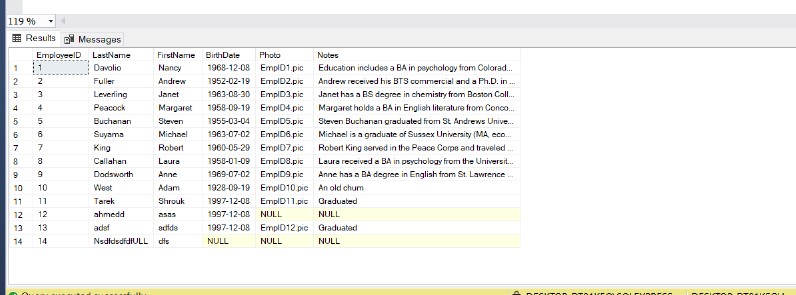 119 %
Results Messages
EmployeeID LastName FirstName BirthDate Photo Notes
1 1 Davolio Nancy 1968-12-08 EmpID1.pic Education includes a BA in psychology from Colorad...
2 2 Fuller Andrew 1952-02-19 EmpID2.pic Andrew received his BTS commercial and a Ph.D. in ...
3 3 Leverling Janet 1963-08-30 EmpID3.pic Janet has a BS degree in chemistry from Boston Coll...
4 4 Peacock Margaret 1958-09-19 EmpID4.pic Margaret holds a BA in English literature from Conco...
5 5 Buchanan Steven 1955-03-04 EmpID5.pic Steven Buchanan graduated from St. Andrews Unive...
6 6 Suyama Michael 1963-07-02 EmpID6.pic Michael is a graduate of Sussex University (MA, eco...
7 7 King Robert 1960-05-29 EmpID7.pic Robert King served in the Peace Corps and traveled ...
8 8 Callahan Laura 1958-01-09 EmpID8.pic Laura received a BA in psychology from the Universit...
9 9 Dodsworth Anne 1969-07-02 EmpID9.pic Anne has a BA degree in English from St. Lawrence ...
10 10 West Adam 1928-09-19 EmpID10.pic An old chum
11 11 Tarek Shrouk 1997-12-08 EmpID11.pic Graduated
12 12 ahmedd asas 1997-12-08 NULL NULL
13 13 adsf sdfds 1997-12-08 EmpID12.pic Graduated
14 14 NsdfdsdfdfULL dfs NULL NULL NULL